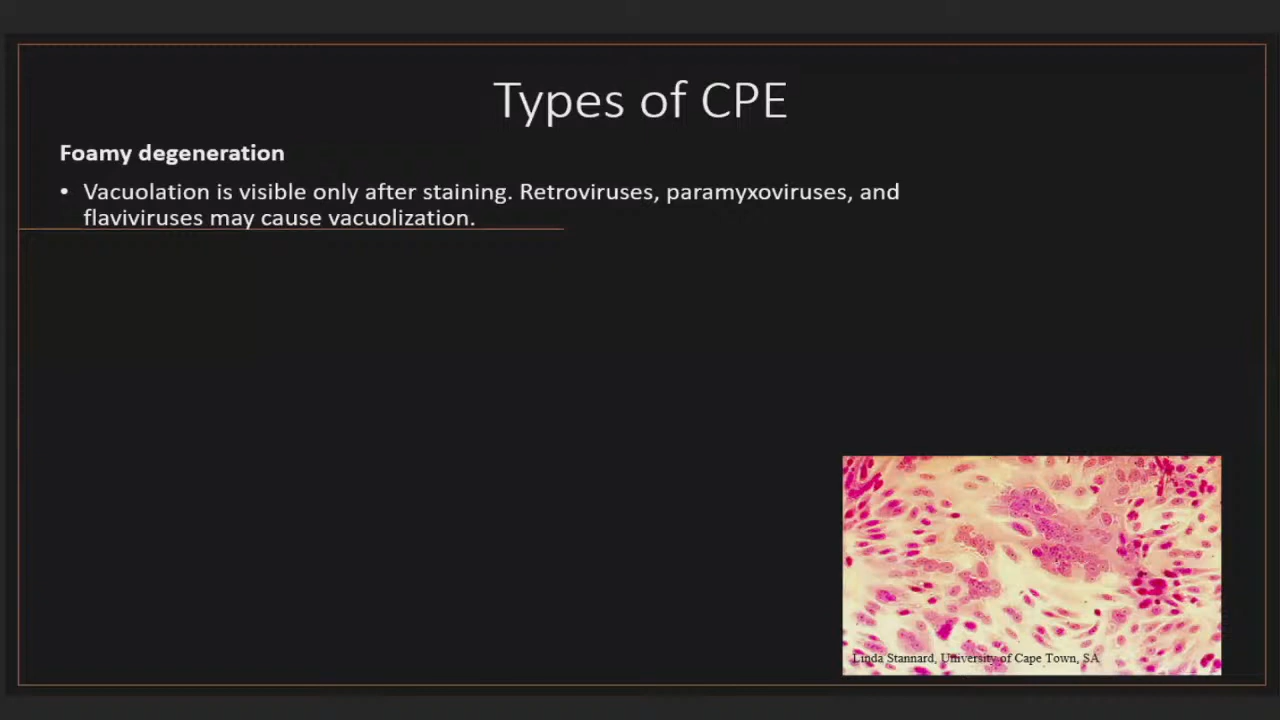 Types of CPE
Foamy degeneration
• Vacuolation is visible only after staining. Retroviruses, paramyxoviruses, and
flaviviruses may cause vacuolization.
Linda Stannard, University of Cape Town, SA